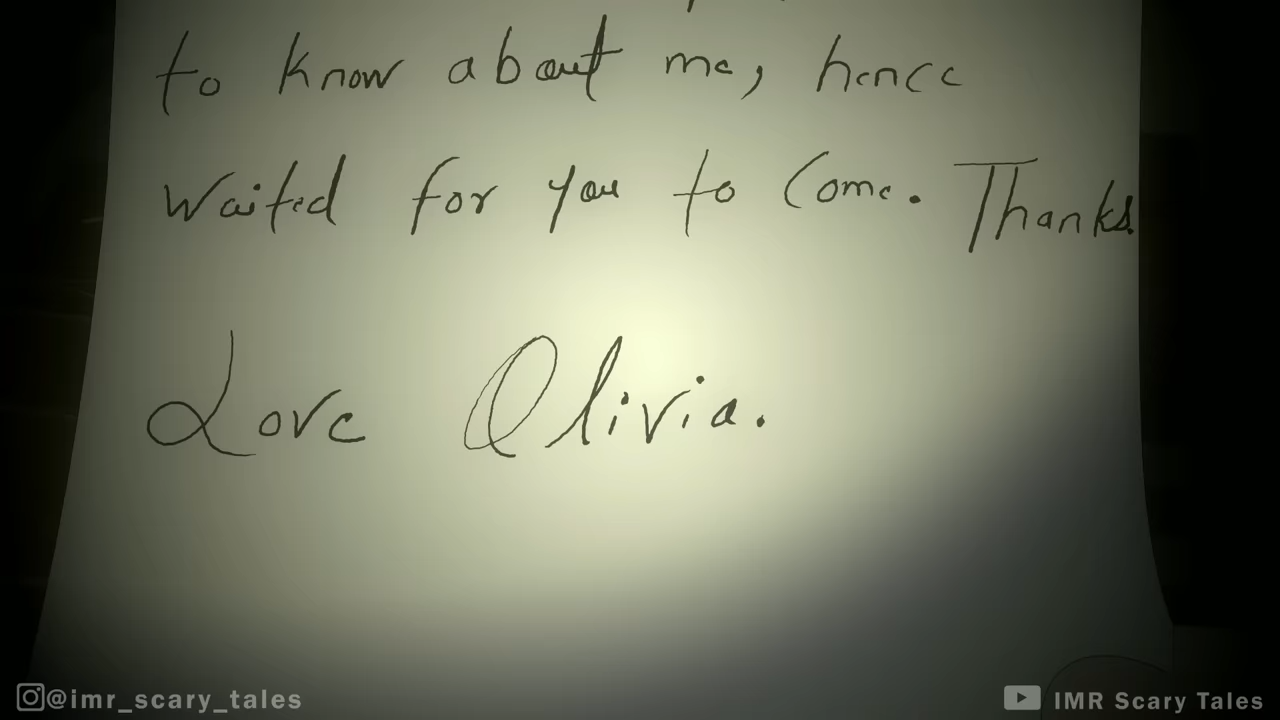 to know about me, hence
waited for you to come. Thanks.
Love Olivia.
@imr_scary_tales
IMR Scary Tales